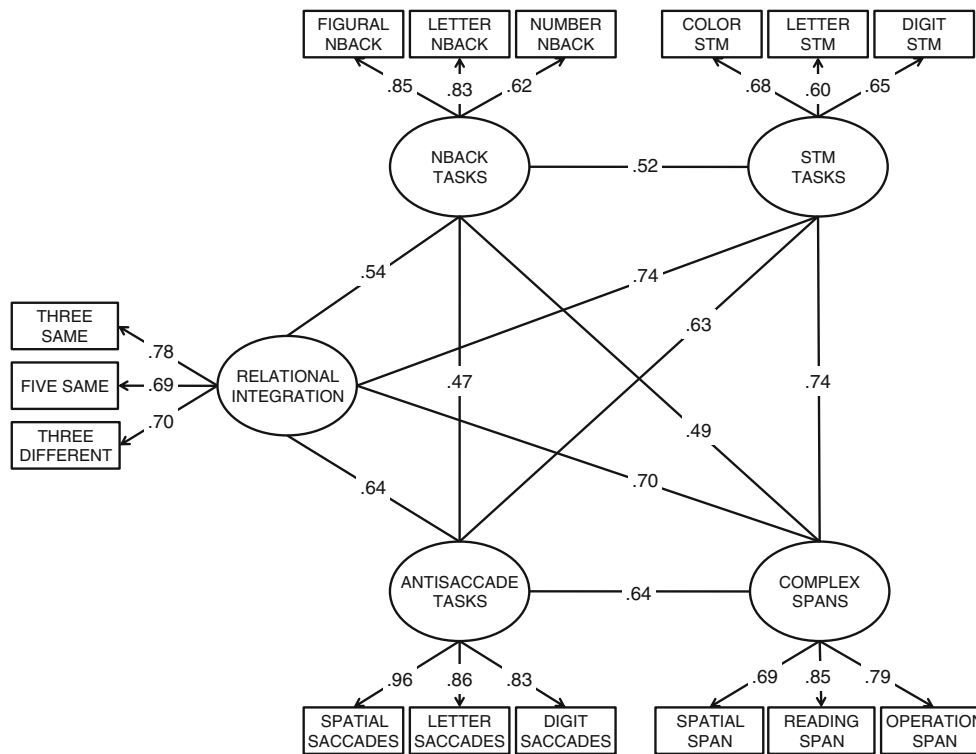 FIGURAL
NBACK
LETTER
NBACK
NUMBER
NBACK
COLOR
STM
LETTER
STM
DIGIT
STM
.85
.83
.62
.68
.60
.65
NBACK
TASKS
.52
STM
TASKS
.54
.74
.63
THREE
SAME
FIVE SAME
THREE
DIFFERENT
.78
.69
.70
RELATIONAL
INTEGRATION
.47
.74
.49
.64
.70
ANTISACCADE
TASKS
.64
COMPLEX
SPANS
.96
.86
.83
.69
.85
.79
SPATIAL
SACCADES
LETTER
SACCADES
DIGIT
SACCADES
SPATIAL
SPAN
READING
SPAN
OPERATION
SPAN